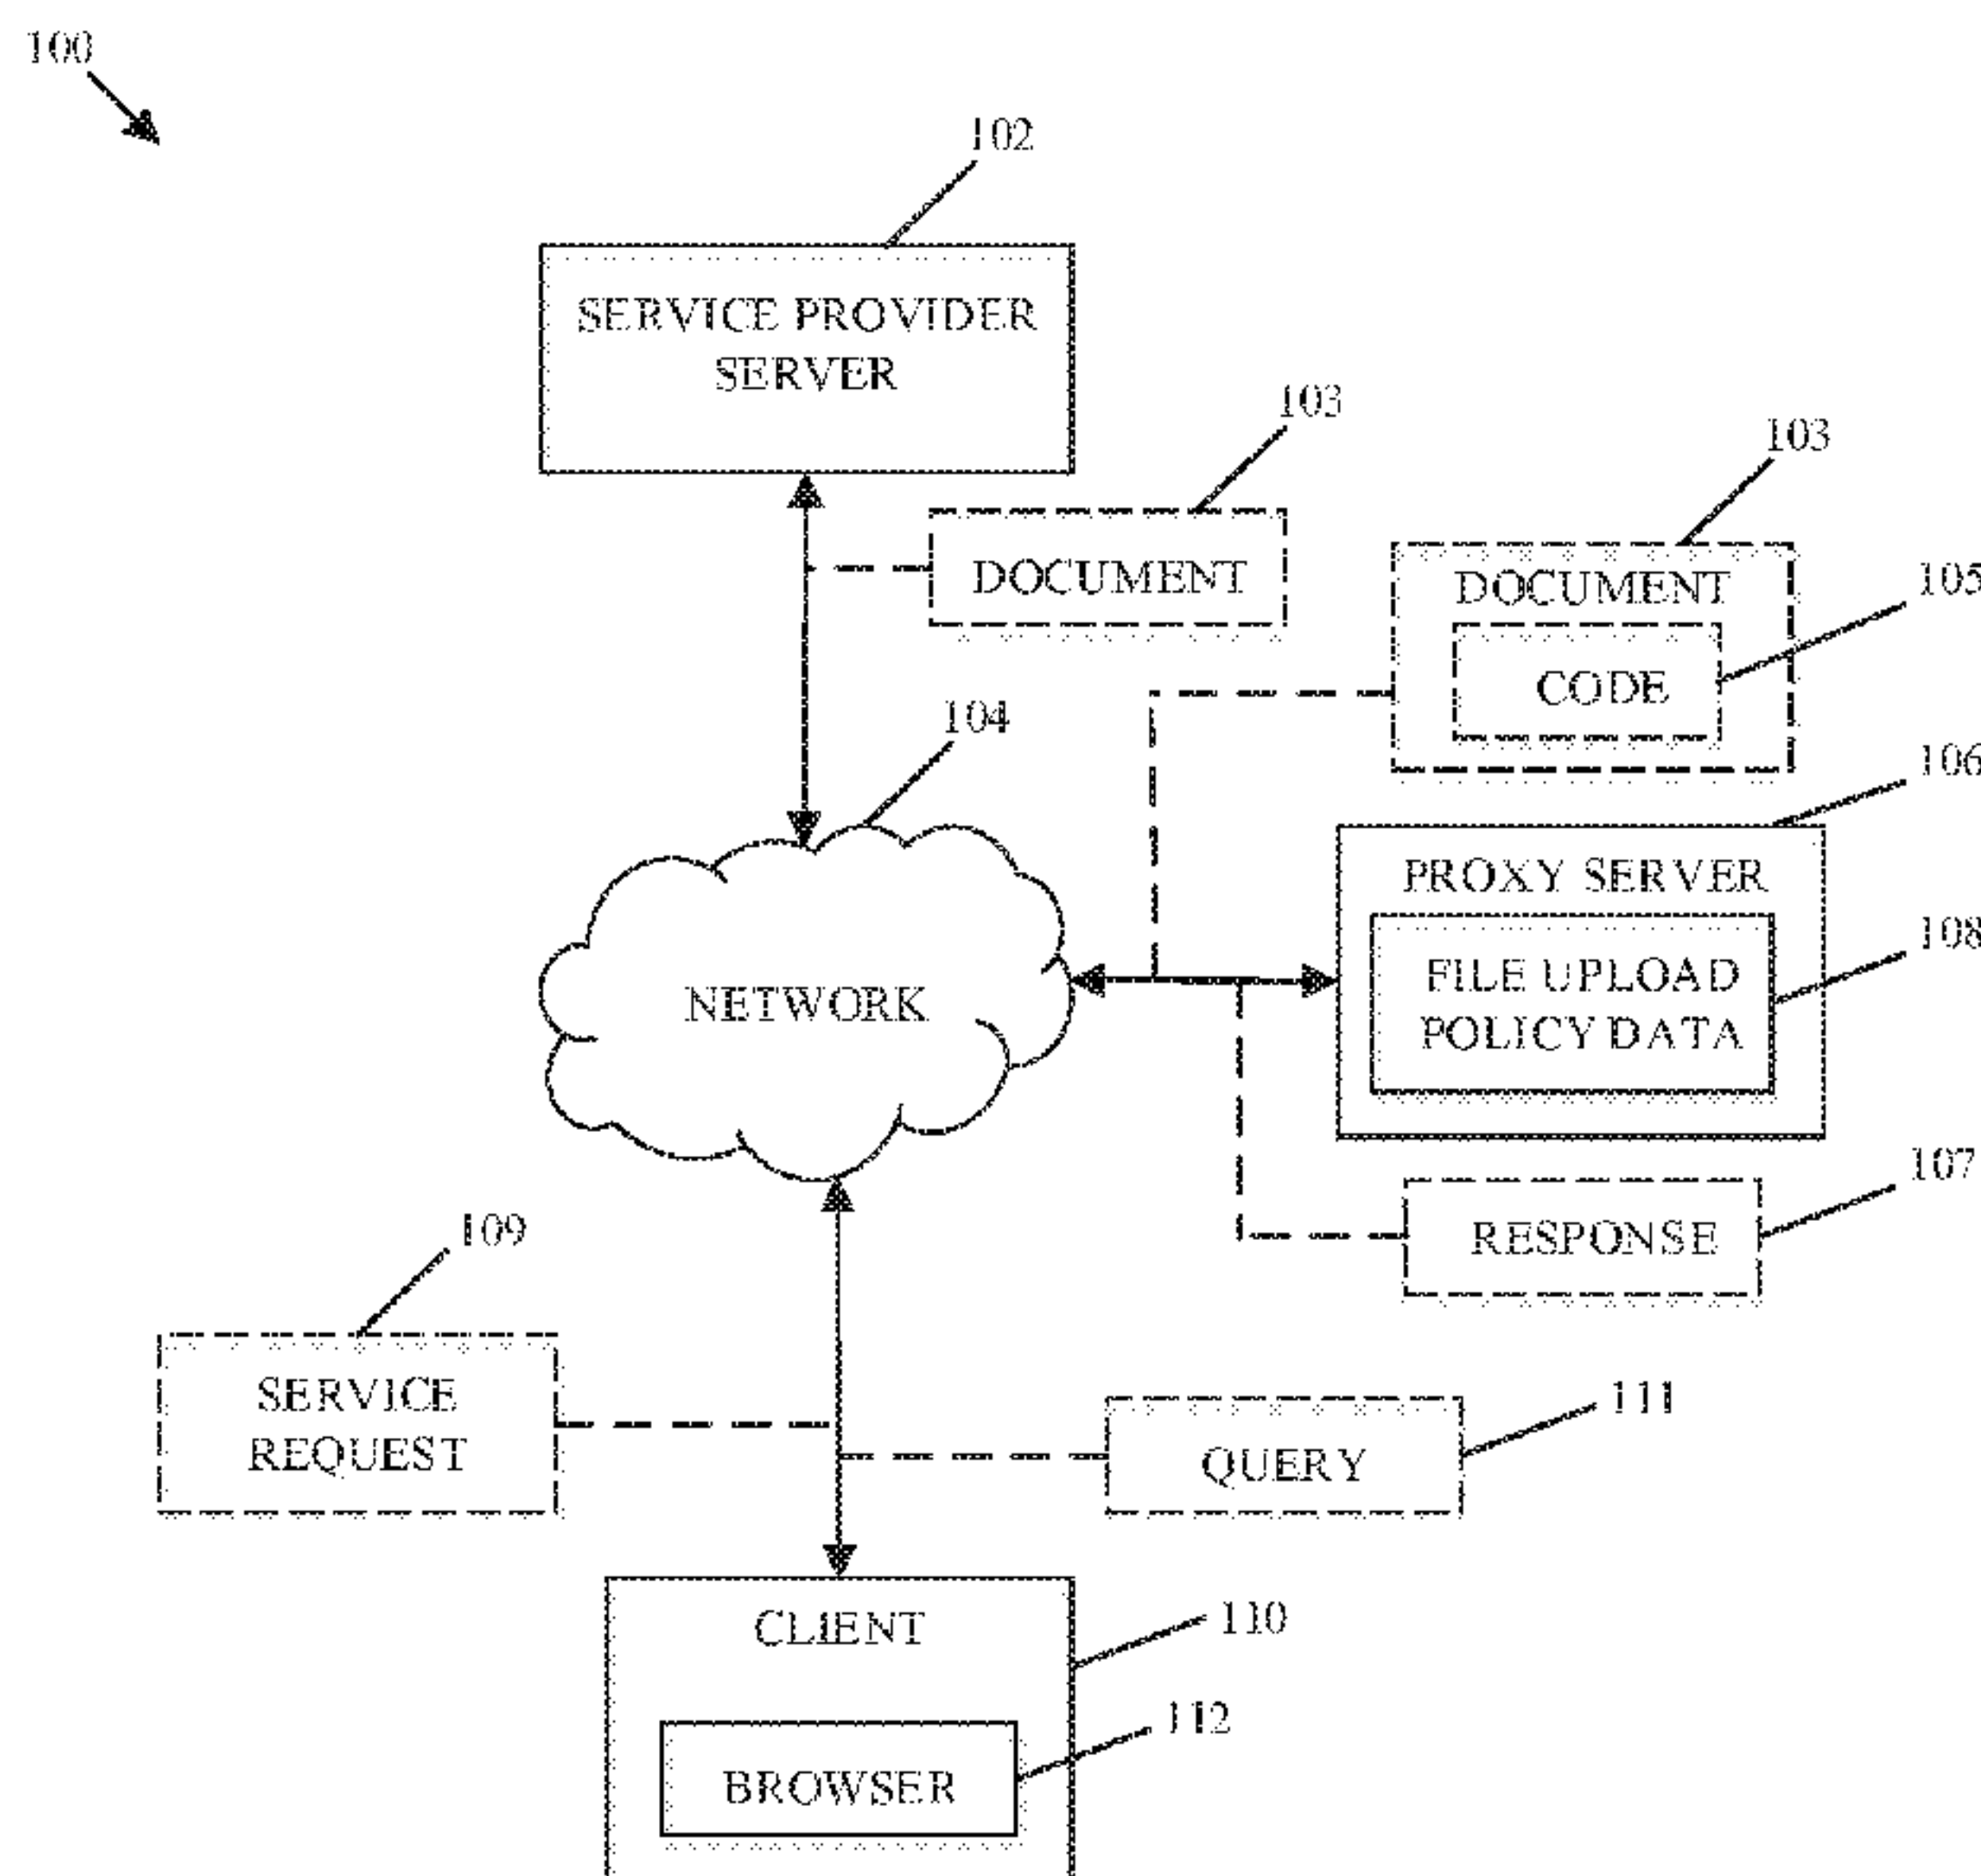 100
102
SERVICE PROVIDER
SERVER
103
103
DOCUMENT
DOCUMENT
105
CODE
104
106
PROXY SERVER
108
FILE UPLOAD
POLICY DATA
NETWORK
107
RESPONSE
109
SERVICE
REQUEST
111
QUERY
CLIENT
110
112
BROWSER